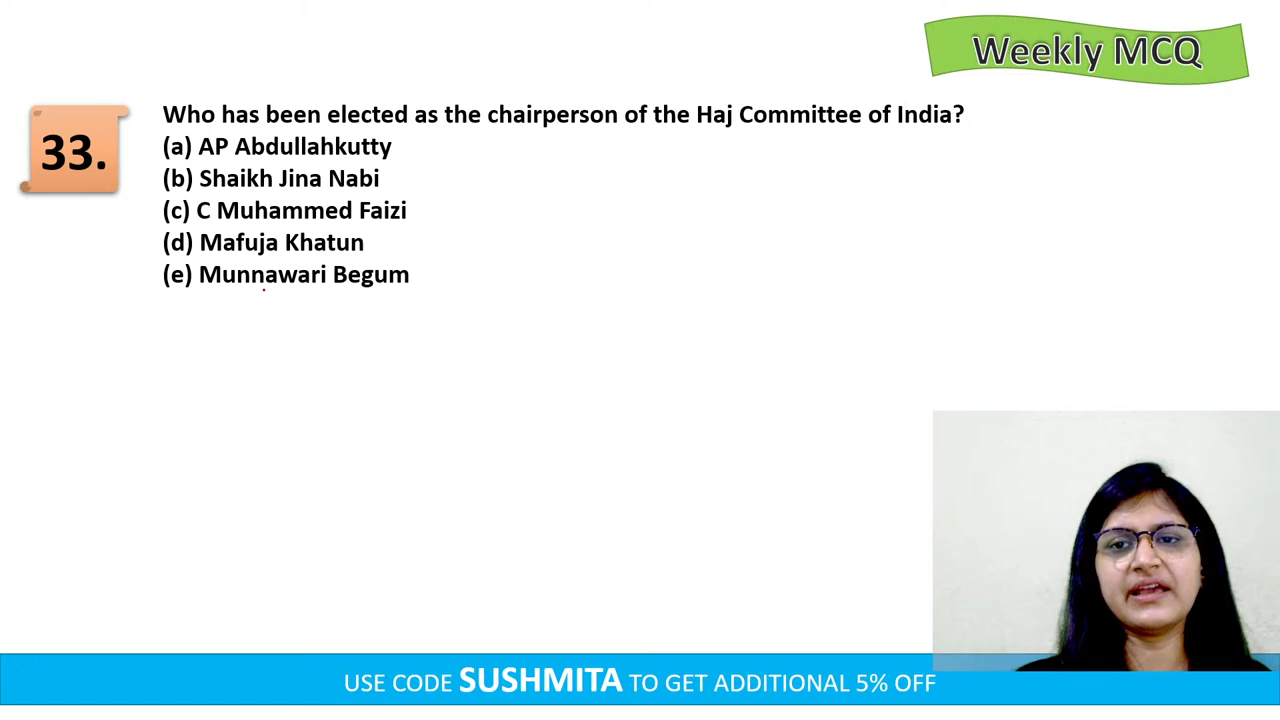 Weekly MCQ
33.
Who has been elected as the chairperson of the Haj Committee of India?
(a) AP Abdullahkutty
(b) Shaikh Jina Nabi
(c) C Muhammed Faizi
(d) Mafuja Khatun
(e) Munnawari Begum
USE CODE SUSHMITA TO GET ADDITIONAL 5% OFF